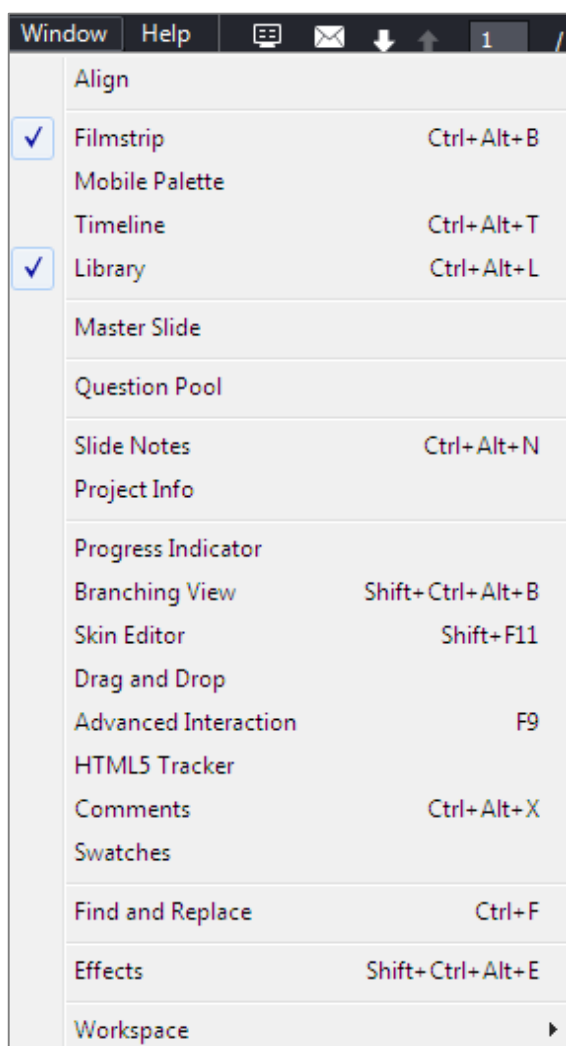 Window Help 1 /
Align
Filmstrip Ctrl+Alt+B
Mobile Palette
Timeline Ctrl+Alt+T
Library Ctrl+Alt+L
Master Slide
Question Pool
Slide Notes Ctrl+Alt+N
Project Info
Progress Indicator
Branching View Shift+Ctrl+Alt+B
Skin Editor Shift+F11
Drag and Drop
Advanced Interaction F9
HTML5 Tracker
Comments Ctrl+Alt+X
Swatches
Find and Replace Ctrl+F
Effects Shift+Ctrl+Alt+E
Workspace